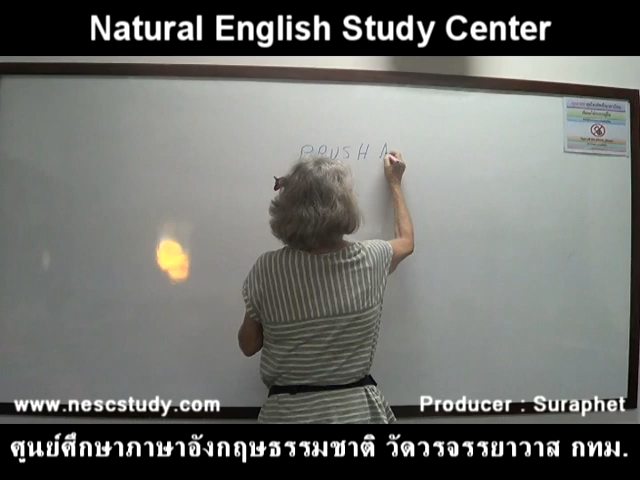 Natural English Study Center
BRUSH A
www.nescstudy.com
Producer : Suraphet
ศูนย์ศึกษาภาษาอังกฤษธรรมชาติ วัดวรจรรยาวาส กทม.